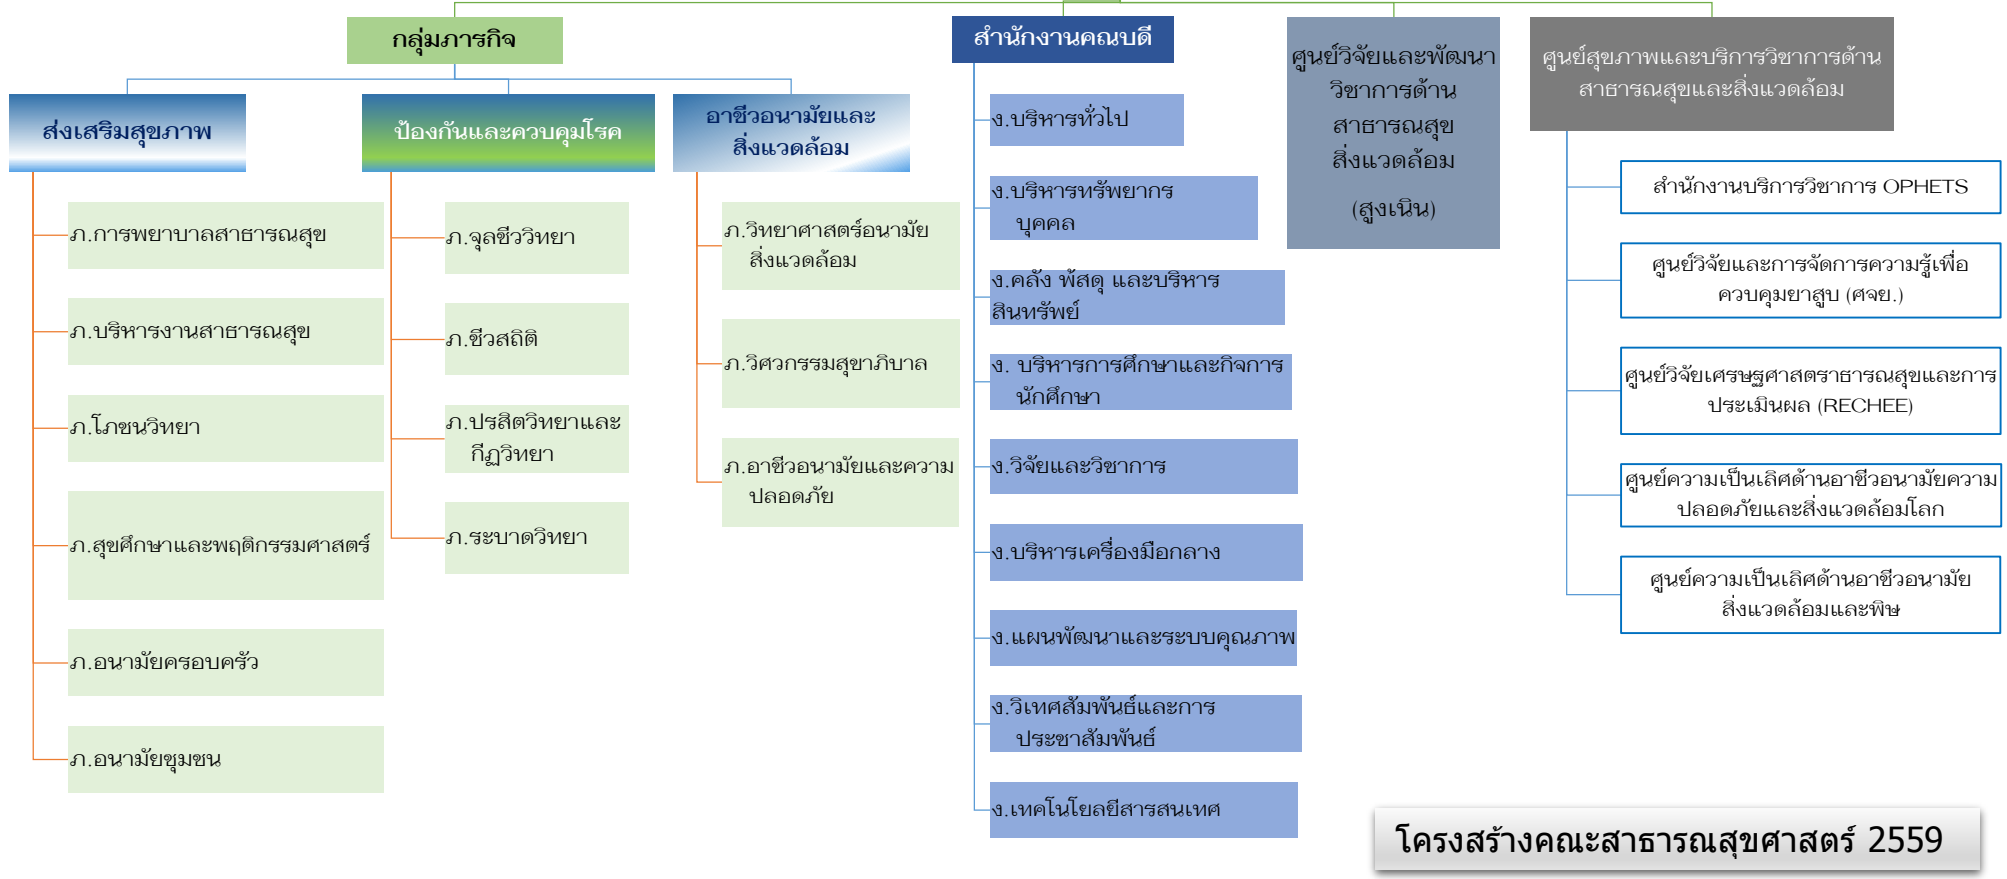 กลุ่มภารกิจ
ส่งเสริมสุขภาพ
ภ.การพยาบาลสาธารณสุข
ภ.บริหารงานสาธารณสุข
ภ.โภชนวิทยา
ภ.สุขศึกษาและพฤติกรรมศาสตร์
ภ.อนามัยครอบครัว
ภ.อนามัยชุมชน
ป้องกันและควบคุมโรค
ภ.จุลชีววิทยา
ภ.ชีวสถิติ
ภ.ปรสิตวิทยาและ
กีฏวิทยา
ภ.ระบาดวิทยา
อาชีวอนามัยและ
สิ่งแวดล้อม
ภ.วิทยาศาสตร์อนามัย
สิ่งแวดล้อม
ภ.วิศวกรรมสุขาภิบาล
ภ.อาชีวอนามัยและความ
ปลอดภัย
สำนักงานคณบดี
ง.บริหารทั่วไป
ง.บริหารทรัพยากร
บุคคล
ง.คลัง พัสดุ และบริหาร
สินทรัพย์
ง. บริหารการศึกษาและกิจการ
นักศึกษา
ง.วิจัยและวิชาการ
ง.บริหารเครื่องมือกลาง
ง.แผนพัฒนาและระบบคุณภาพ
ง.วิเทศสัมพันธ์และการ
ประชาสัมพันธ์
ง.เทคโนโยลยีสารสนเทศ
ศูนย์วิจัยและพัฒนา
วิชาการด้าน
สาธารณสุข
สิ่งแวดล้อม
(สูงเนิน)
ศูนย์สุขภาพและบริการวิชาการด้าน
สาธารณสุขและสิ่งแวดล้อม
สำนักงานบริการวิชาการ OPHETS
ศูนย์วิจัยและการจัดการความรู้เพื่อ
ควบคุมยาสูบ (ศจย.)
ศูนย์วิจัยเศรษฐศาสตราธารณสุขและการ
ประเมินผล (RECHEE)
ศูนย์ความเป็นเลิศด้านอาชีวอนามัยความ
ปลอดภัยและสิ่งแวดล้อมโลก
ศูนย์ความเป็นเลิศด้านอาชีวอนามัย
สิ่งแวดล้อมและพิษ
โครงสร้างคณะสาธารณสุขศาสตร์ 2559